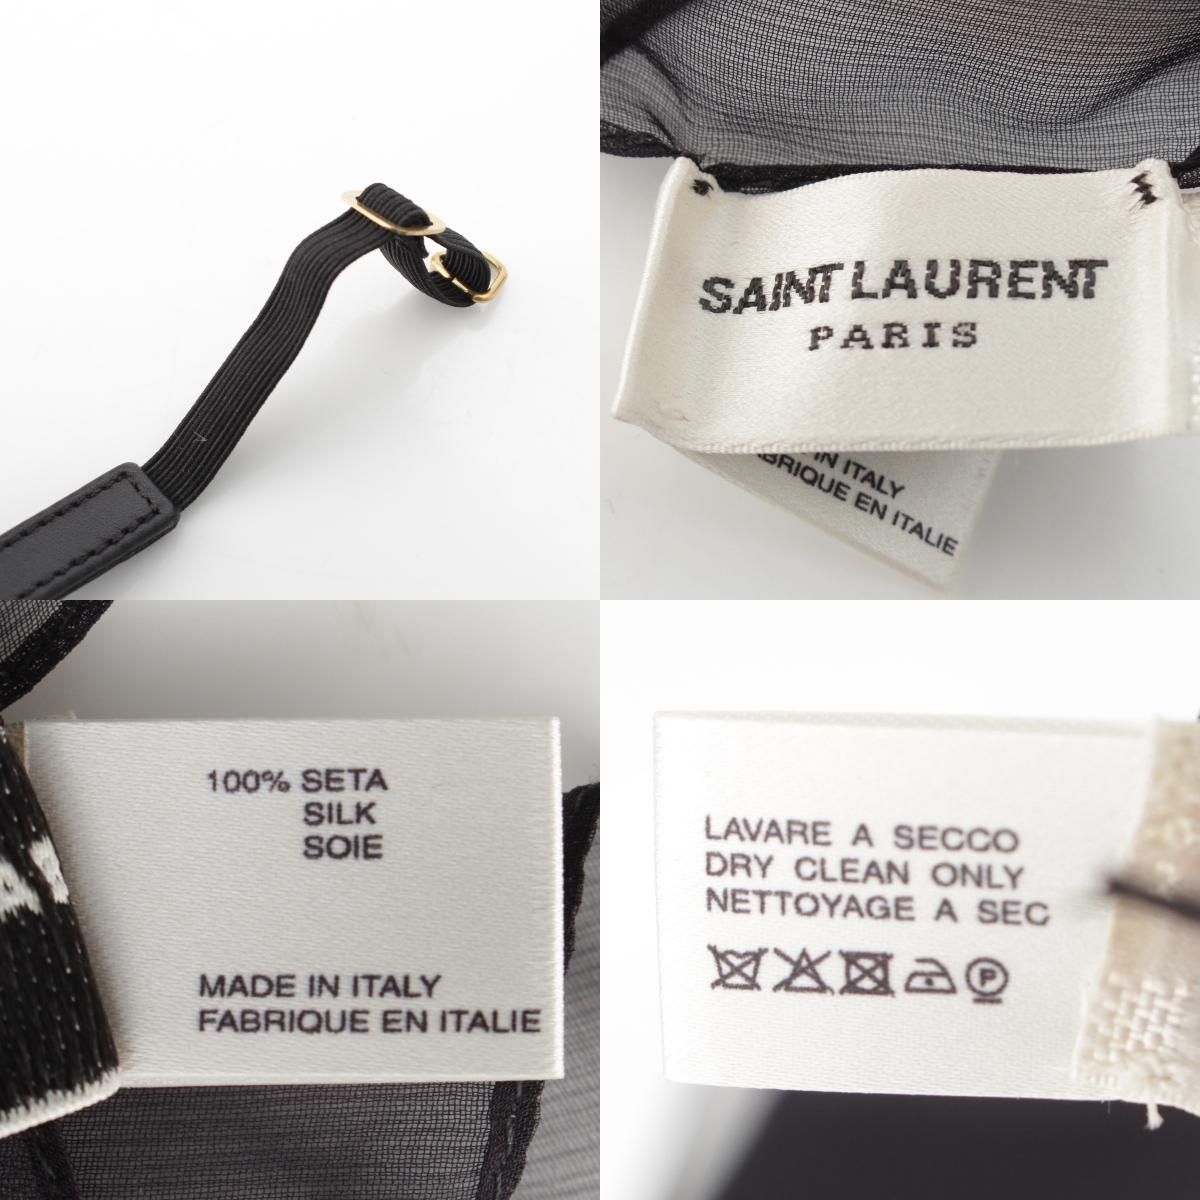 SAINT LAURENT
PARIS
IN ITALY
FABRIQUE EN ITALIE
100% SETA
SILK
SOIE
MADE IN ITALY
FABRIQUE EN ITALIE
LAVARE A SECCO
DRY CLEAN ONLY
NETTOYAGE A SEC
P